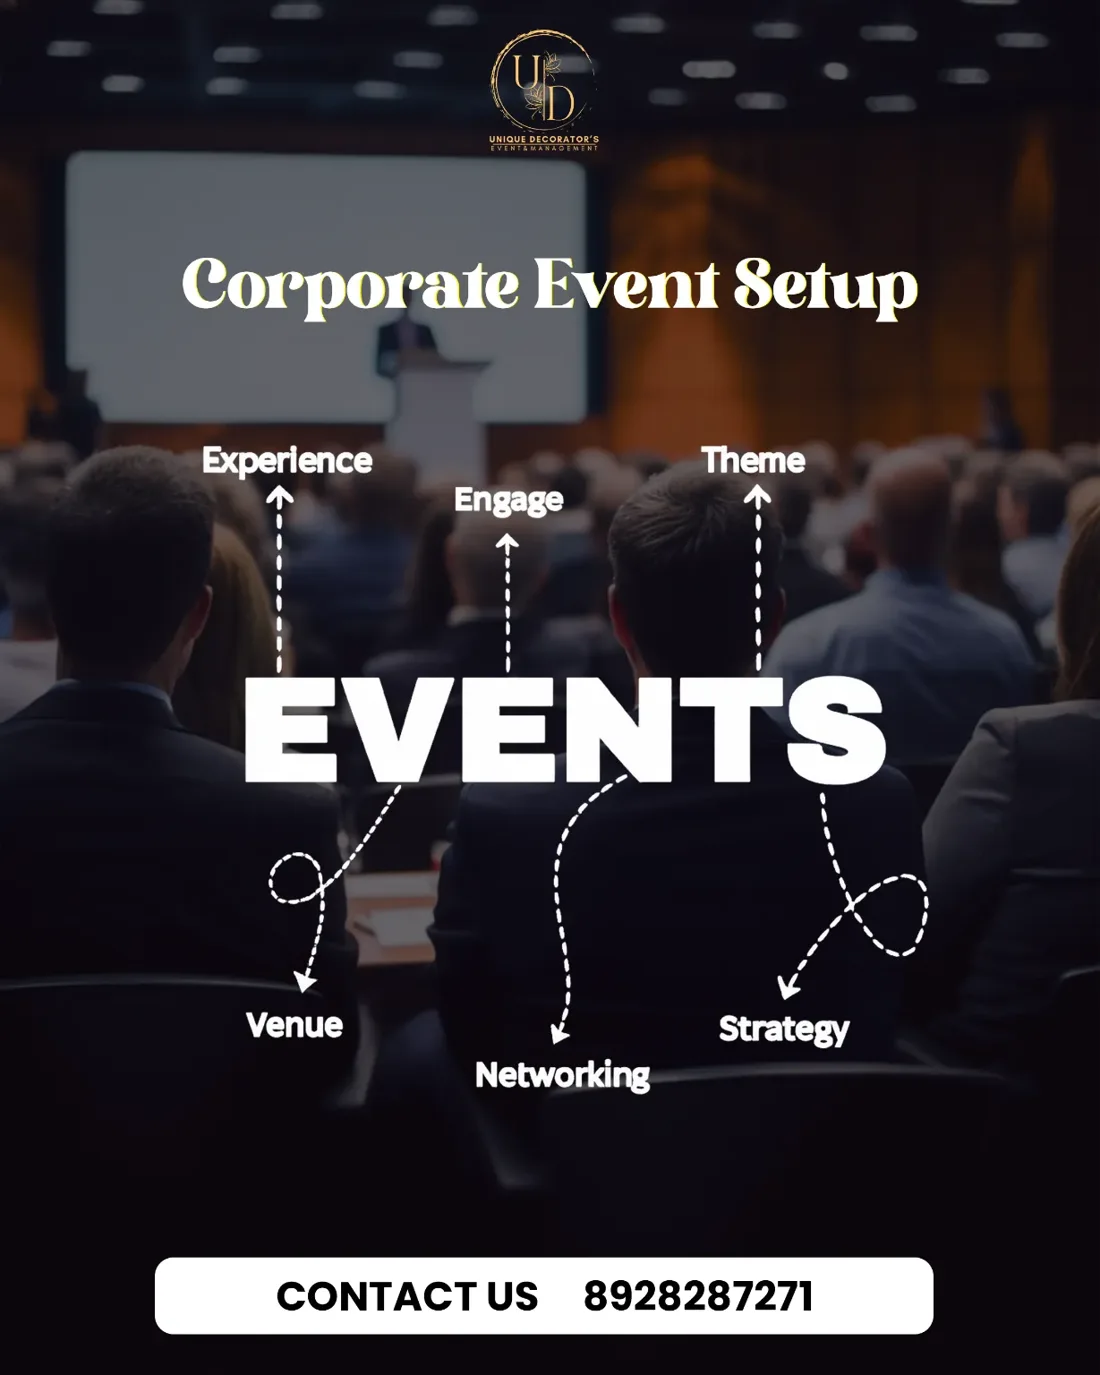 UD
UNIQUE DECORATOR'S
EVENT&MANAGEMENT
Corporate Event Setup
Experience
Engage
Theme
EVENTS
Venue
Networking
Strategy
CONTACT US 8928287271